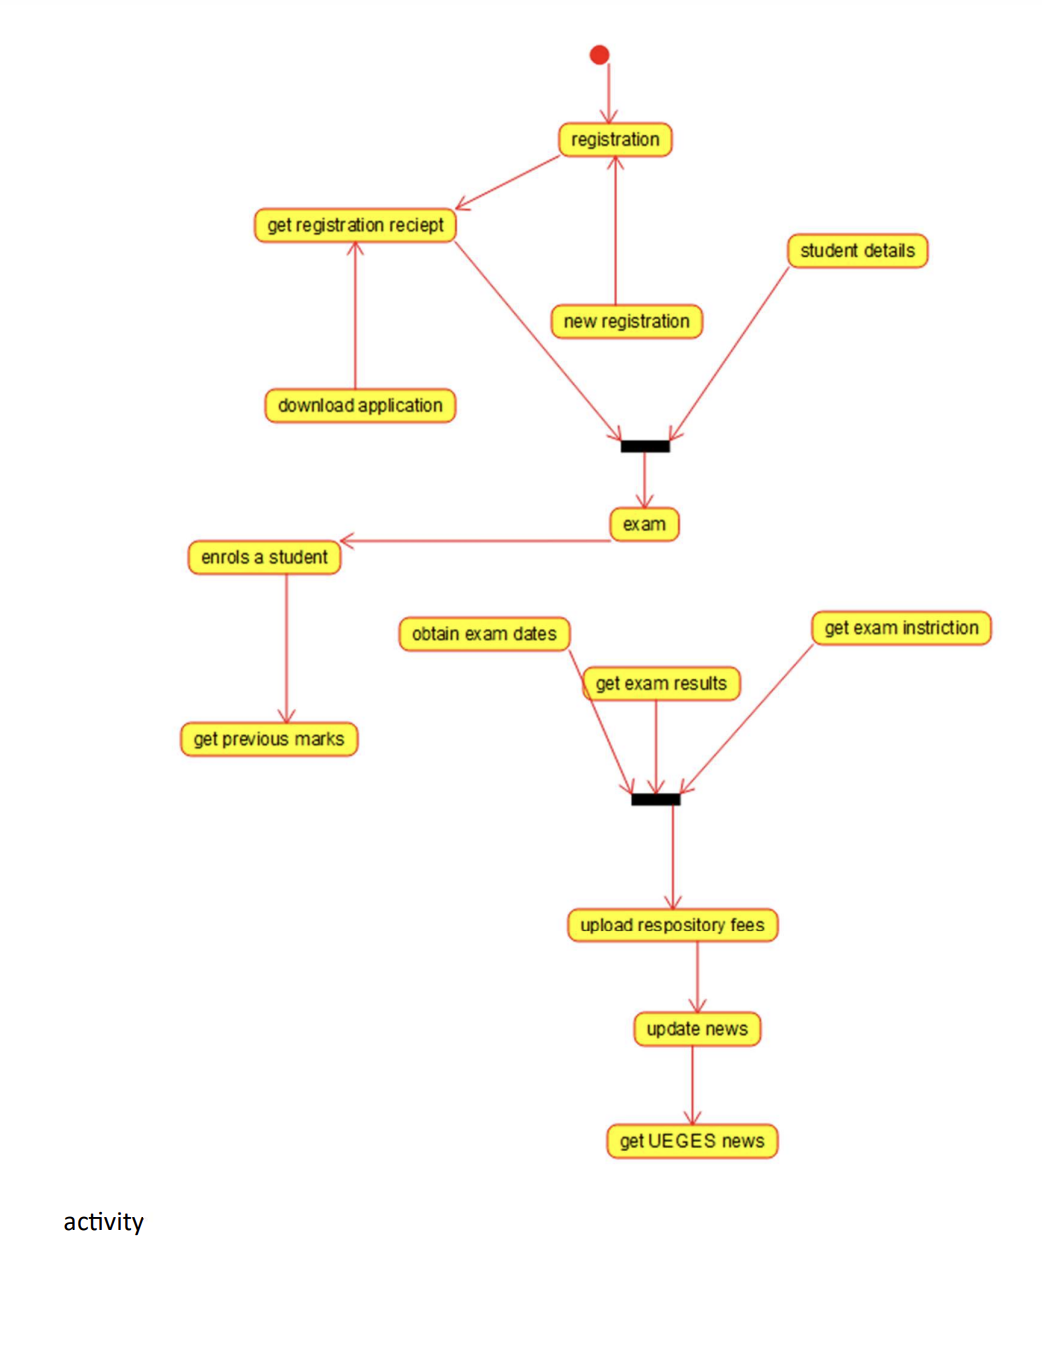 registration
get registration reciept
student details
new registration
download application
exam
enrols a student
obtain exam dates
get exam instriction
get exam results
get previous marks
upload respository fees
update news
get UEGES news
activity